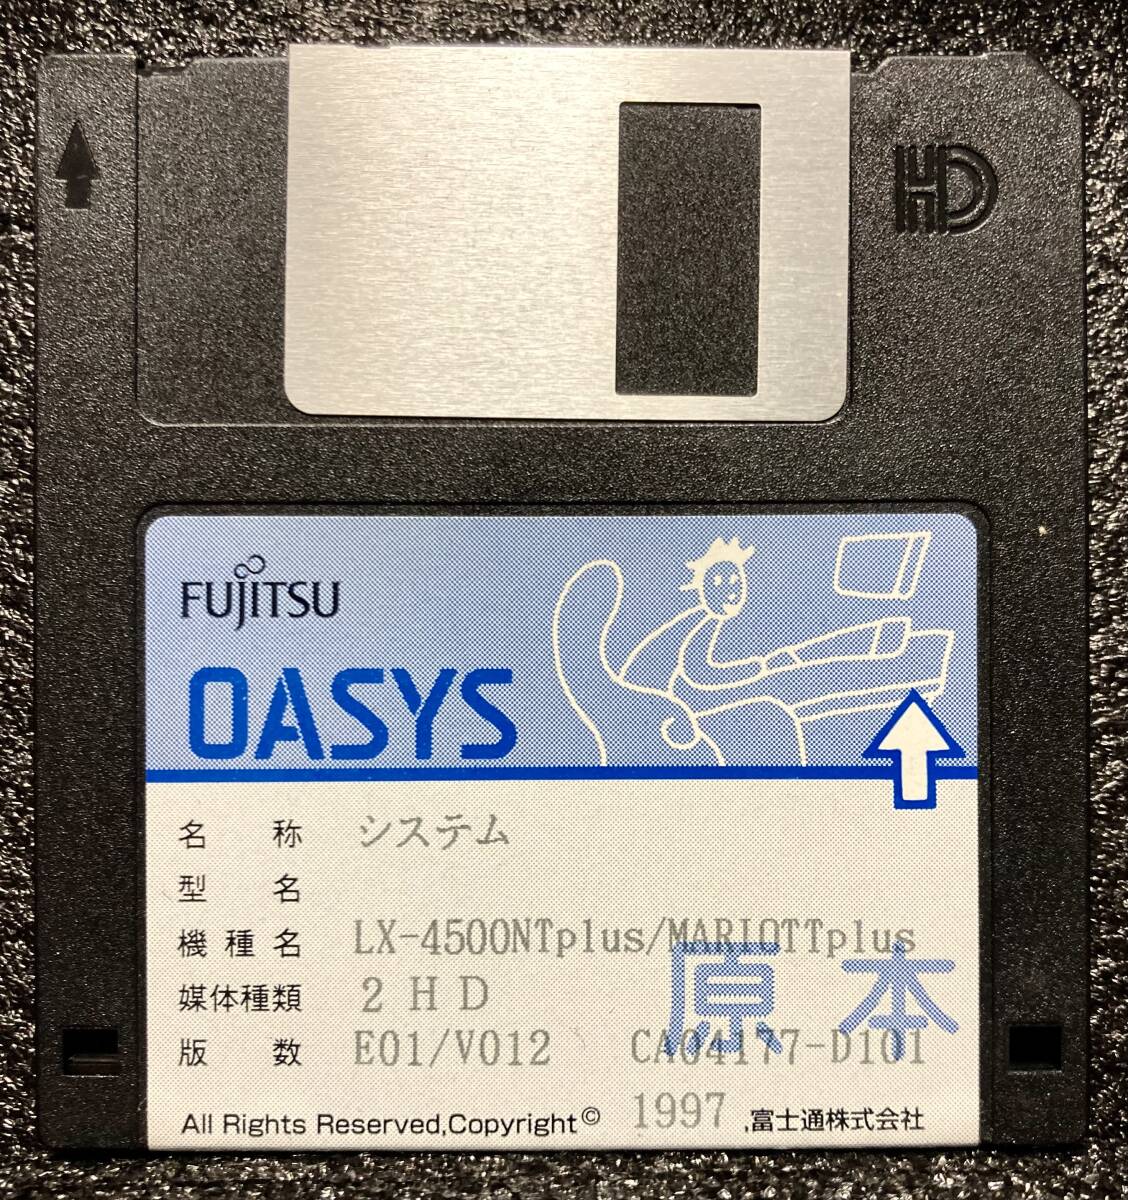 HD
FUJITSU
OASYS
名 称 システム
型 名
機種名 LX-4500NTplus/MARIOTTplus
原本
媒体種類 2HD
版 数 E01/V012 CA04177-D101
All Rights Reserved,Copyright© 1997 ,富士通株式会社